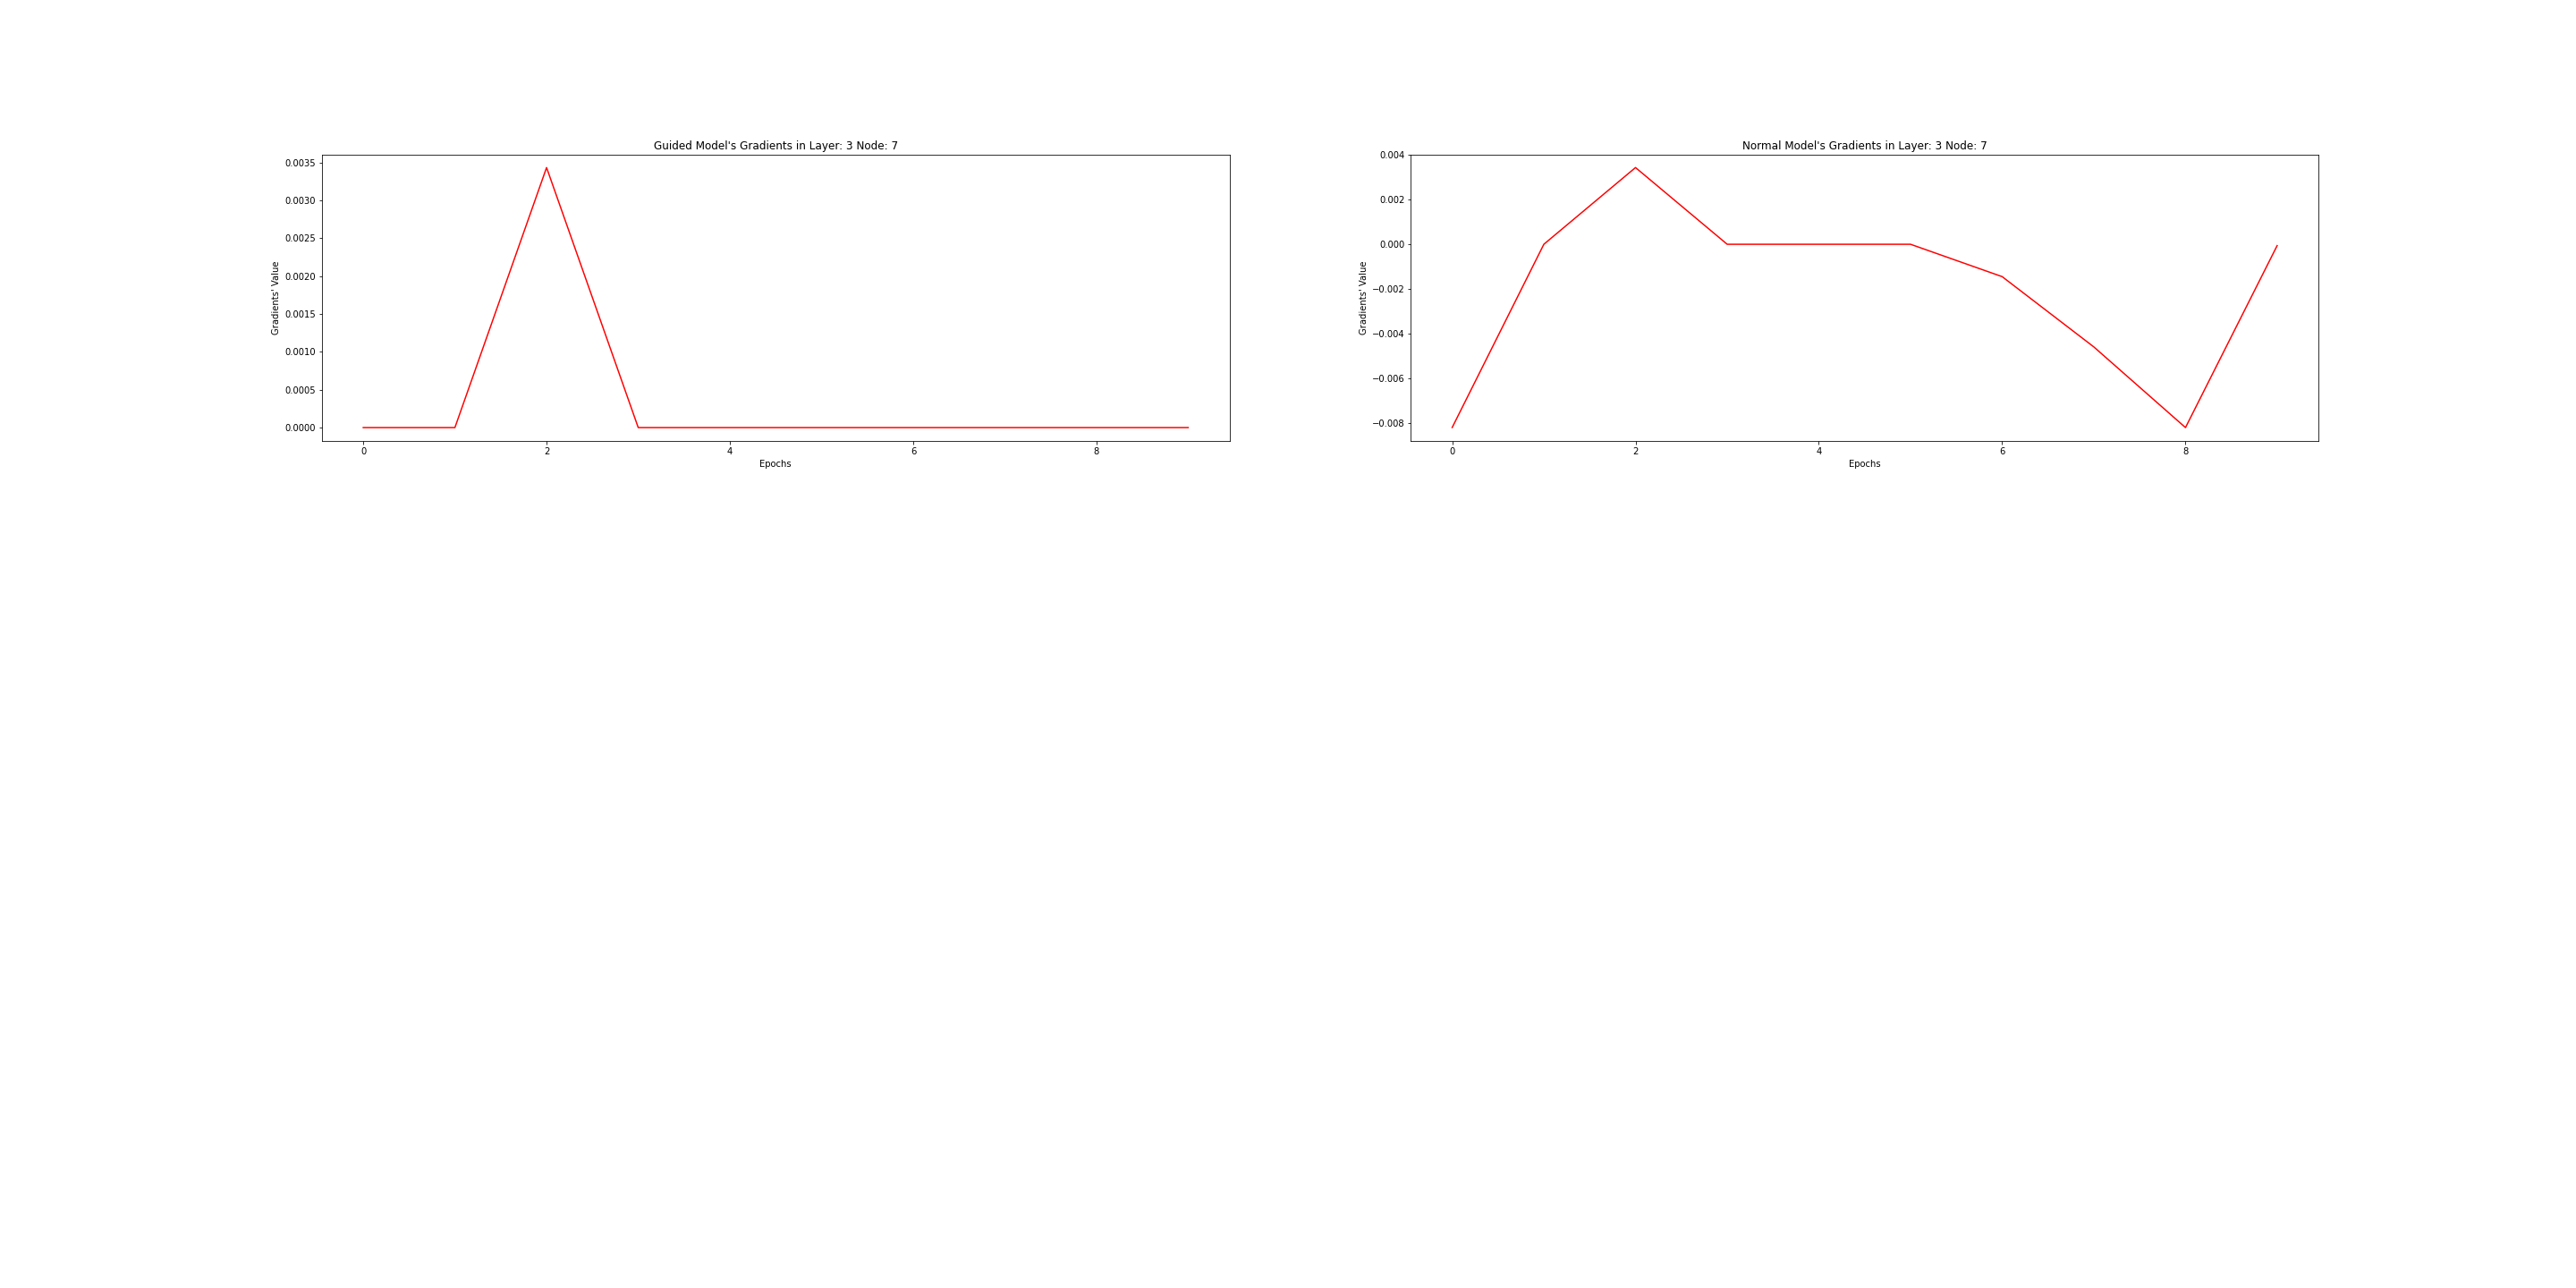 Guided Model's Gradients in Layer: 3 Node: 7
0.0035
0.0030
0.0025
0.0020
0.0015
0.0010
0.0005
0.0000
Gradients' Value
0 2 4 6 8
Epochs
Normal Model's Gradients in Layer: 3 Node: 7
0.004
0.002
0.000
−0.002
−0.004
−0.006
−0.008
Gradients' Value
0 2 4 6 8
Epochs